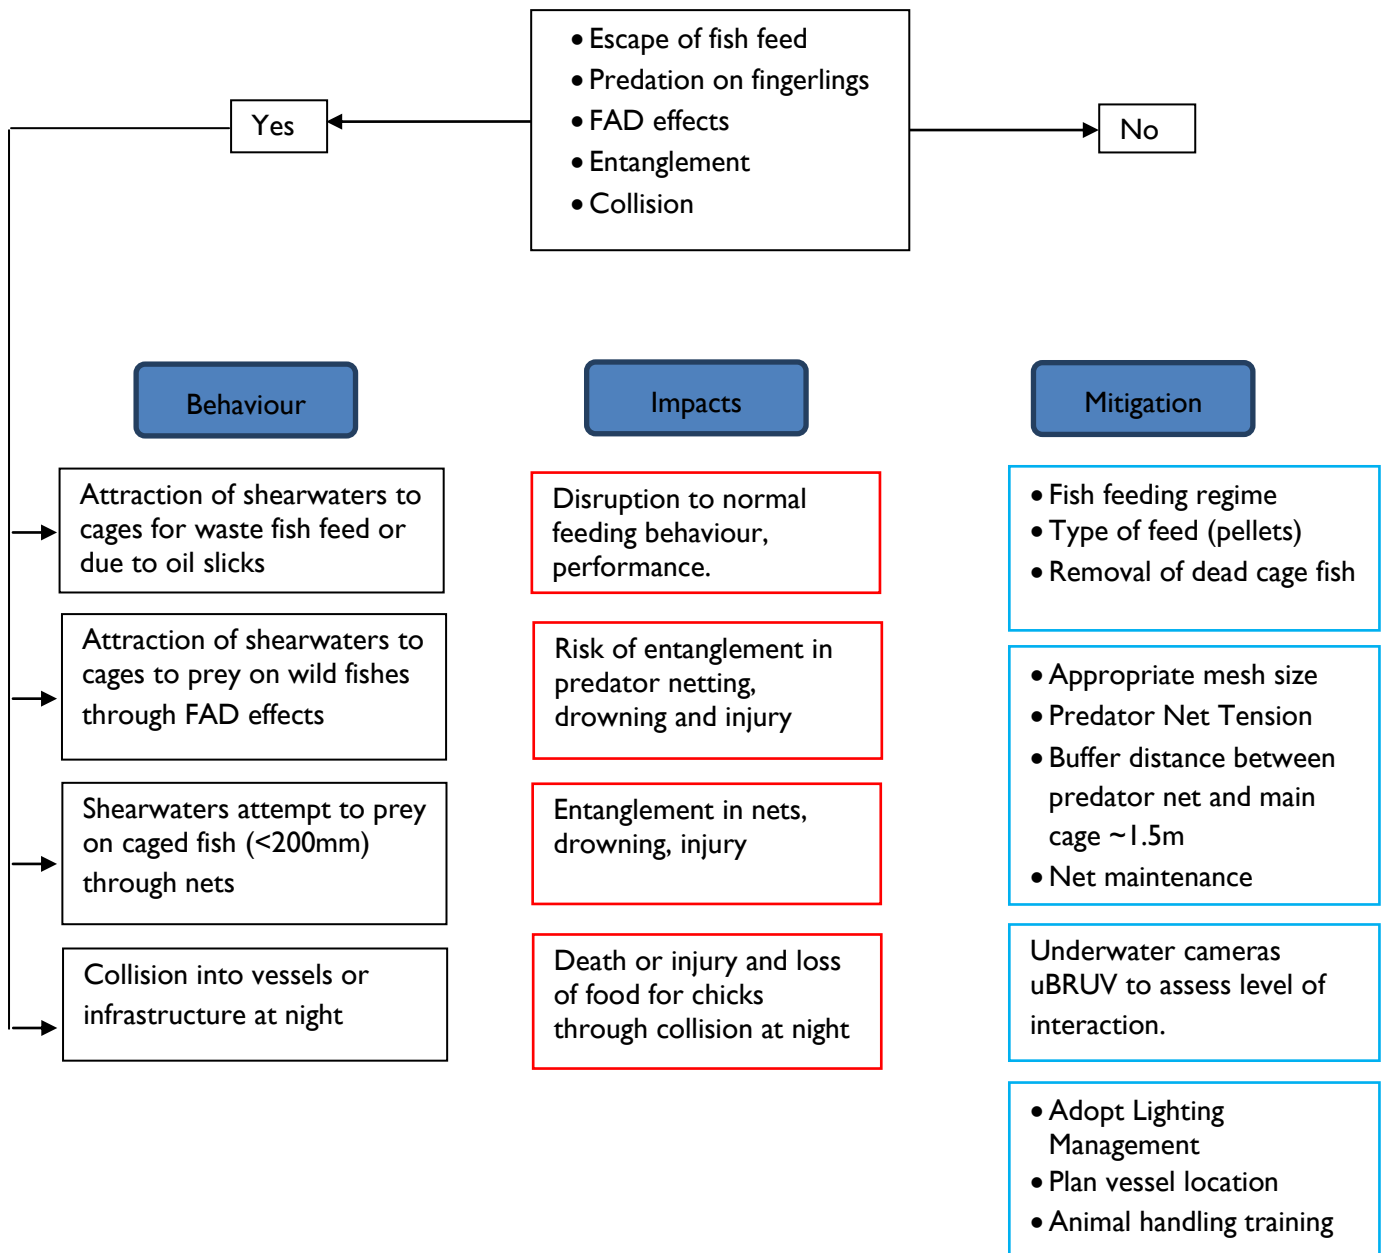 • Escape of fish feed
• Predation on fingerlings
• FAD effects
• Entanglement
• Collision
Yes
No
Behaviour
Impacts
Mitigation
Attraction of shearwaters to
cages for waste fish feed or
due to oil slicks
Attraction of shearwaters to
cages to prey on wild fishes
through FAD effects
Shearwaters attempt to prey
on caged fish (<200mm)
through nets
Collision into vessels or
infrastructure at night
Disruption to normal
feeding behaviour,
performance.
Risk of entanglement in
predator netting,
drowning and injury
Entanglement in nets,
drowning, injury
Death or injury and loss
of food for chicks
through collision at night
• Fish feeding regime
• Type of feed (pellets)
• Removal of dead cage fish
• Appropriate mesh size
• Predator Net Tension
• Buffer distance between
predator net and main
cage ~1.5m
• Net maintenance
Underwater cameras
uBRUV to assess level of
interaction.
• Adopt Lighting
Management
• Plan vessel location
• Animal handling training